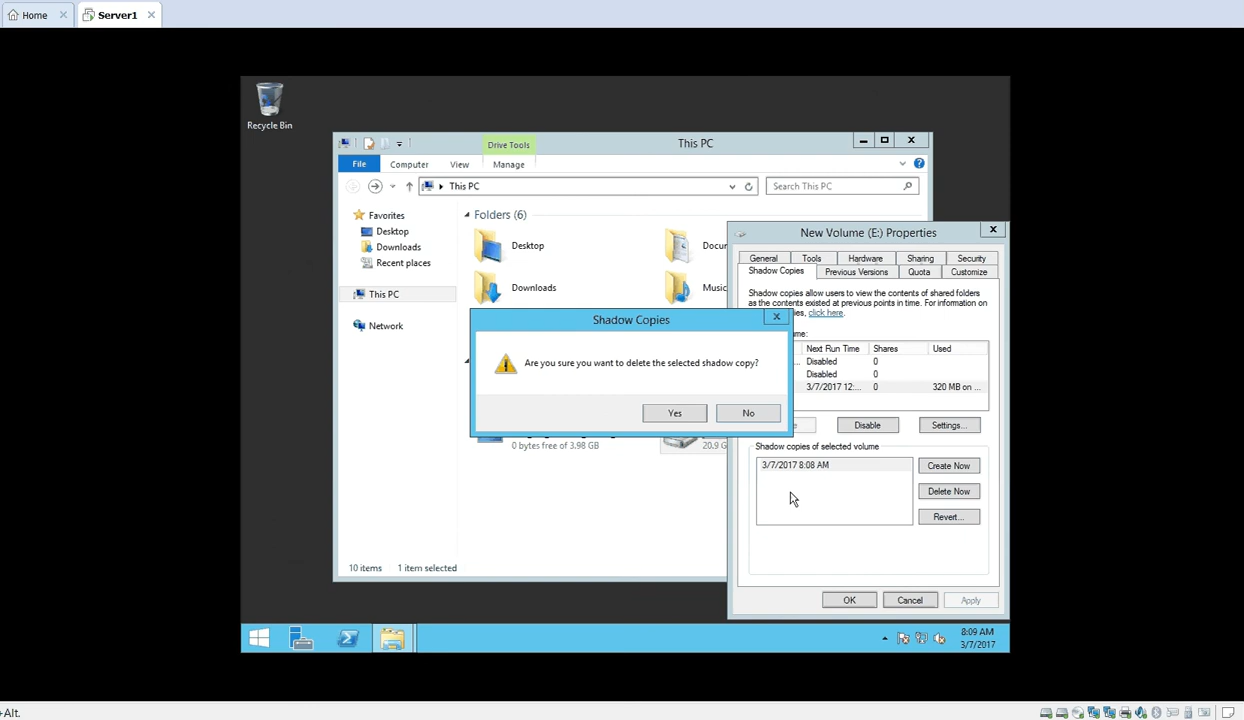 Home
Server1
Recycle Bin
Drive Tools
This PC
File
Computer
View
Manage
This PC
Search This PC
Favorites
Desktop
Downloads
Recent places
This PC
Network
Folders (6)
Desktop
Docur
Downloads
Music
0 bytes free of 3.98 GB
20.9 G
10 items
1 item selected
New Volume (E:) Properties
General
Tools
Hardware
Sharing
Security
Shadow Copies
Previous Versions
Quota
Customize
Shadow copies allow users to view the contents of shared folders
as the contents existed at previous points in time. For information on
ies, click here.
me:
Next Run Time
Shares
Used
Disabled
0
Disabled
0
3/7/2017 12:...
0
320 MB on ...
Disable
Settings...
Shadow copies of selected volume
3/7/2017 8:08 AM
Create Now
Delete Now
Revert...
OK
Cancel
Apply
Shadow Copies
Are you sure you want to delete the selected shadow copy?
Yes
No
8:09 AM
3/7/2017
+Alt.